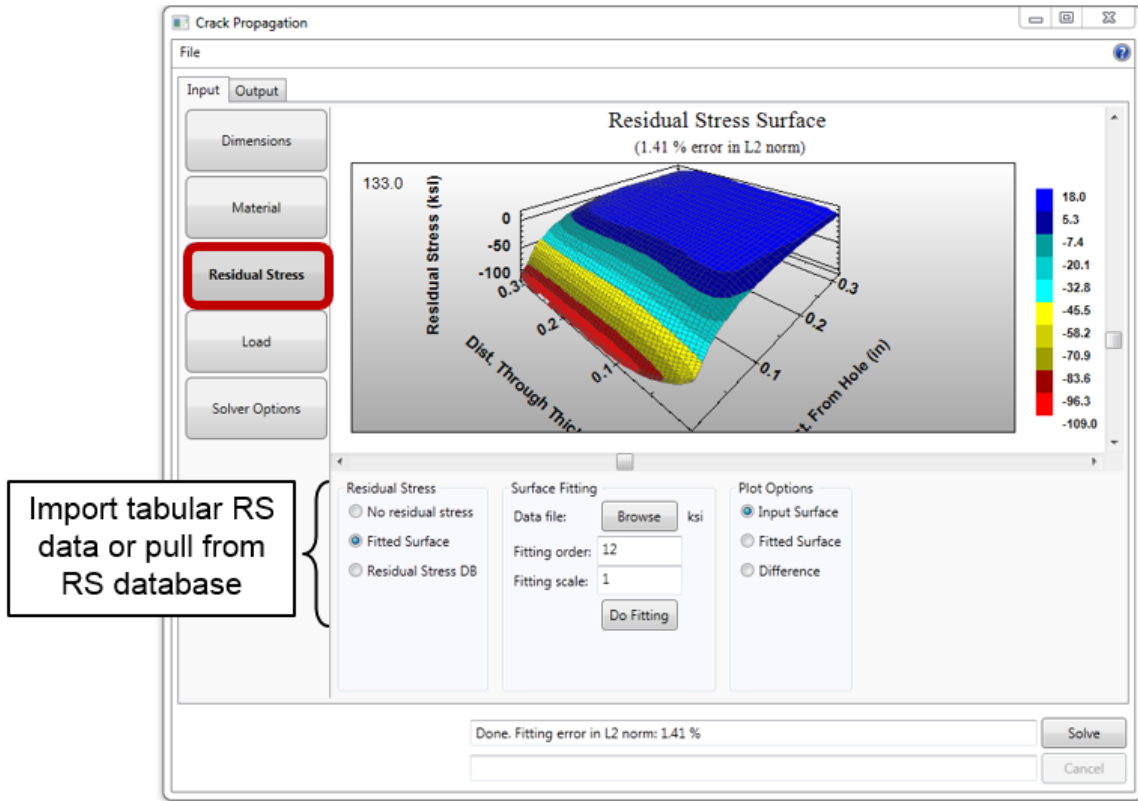 Crack Propagation
File
Input Output
Dimensions
Material
Residual Stress
Load
Solver Options
Residual Stress Surface
(1.41 % error in L2 norm)
133.0
Residual Stress (ksi)
0
-50
-100
0.3
0.2
0.1
Dist. Through Thic
0.3
0.2
0.1
t. From Hole (in)
18.0
5.3
-7.4
-20.1
-32.8
-45.5
-58.2
-70.9
-83.6
-96.3
-109.0
Import tabular RS
data or pull from
RS database
Residual Stress
No residual stress
Fitted Surface
Residual Stress DB
Surface Fitting
Data file: Browse ksi
Fitting order: 12
Fitting scale: 1
Do Fitting
Plot Options
Input Surface
Fitted Surface
Difference
Done. Fitting error in L2 norm: 1.41 %
Solve
Cancel